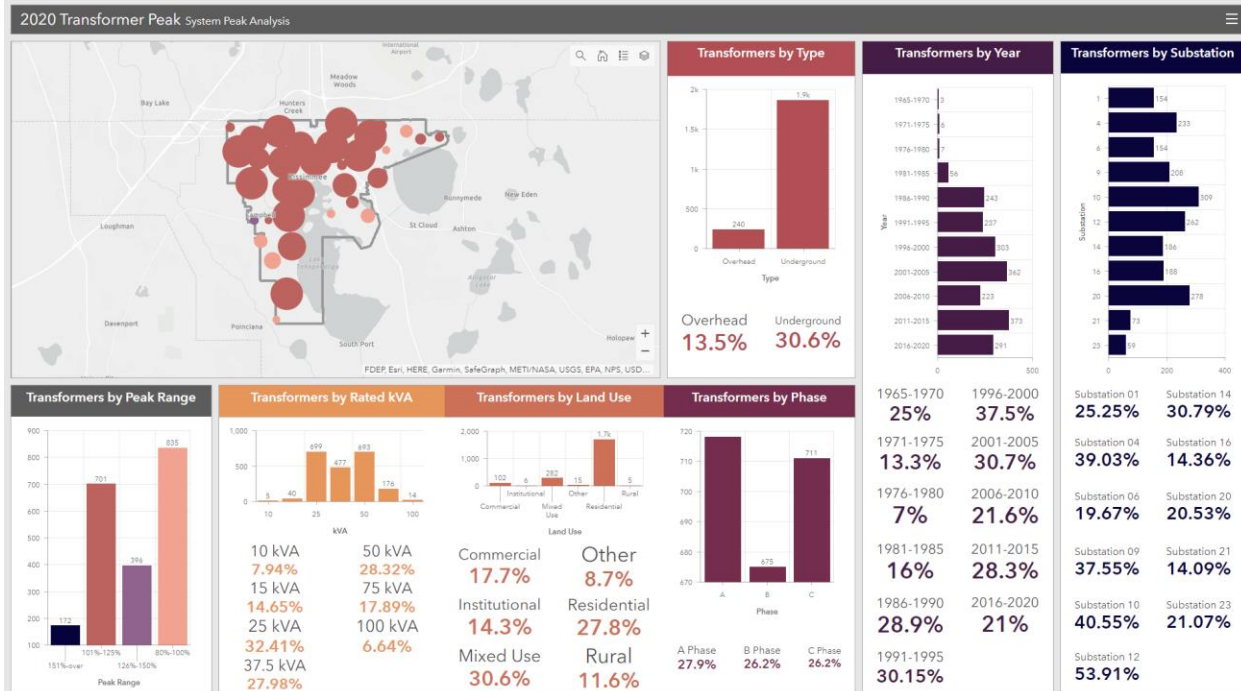 2020 Transformer Peak System Peak Analysis
International
Airport
Meadow
Woods
Bay Lake
Hunters
Creek
Kissimmee
Runnymede
New Eden
Campbell
St Cloud
Ashton
Loughman
Lake
Tohopekaliga
Alligator
Lake
Davenport
Poinciana
South Port
Holopaw
+
−
FDEP, Esri, HERE, Garmin, SafeGraph, METI/NASA, USGS, EPA, NPS, USD...
Transformers by Type
2k
1.5k
1k
500
0
240
1.9k
Overhead
Underground
Type
Overhead
13.5%
Underground
30.6%
Transformers by Year
Year
1965-1970 3
1971-1975 6
1976-1980 7
1981-1985 56
1986-1990 243
1991-1995 237
1996-2000 303
2001-2005 362
2006-2010 223
2011-2015 373
2016-2020 291
0 500
1965-1970 1996-2000
25% 37.5%
1971-1975 2001-2005
13.3% 30.7%
1976-1980 2006-2010
7% 21.6%
1981-1985 2011-2015
16% 28.3%
1986-1990 2016-2020
28.9% 21%
1991-1995
30.15%
Transformers by Substation
Substation
1 154
4 233
6 154
9 208
10 309
12 262
14 186
16 188
20 278
21 73
23 59
0 200 400
Substation 01 Substation 14
25.25% 30.79%
Substation 04 Substation 16
39.03% 14.36%
Substation 06 Substation 20
19.67% 20.53%
Substation 09 Substation 21
37.55% 14.09%
Substation 10 Substation 23
40.55% 21.07%
Substation 12
53.91%
Transformers by Peak Range
900
800
700
600
500
400
300
200
100
172
701
396
835
151%-over
101%-125%
126%-150%
80%-100%
Peak Range
Transformers by Rated kVA
1,000
500
0
5 40 699 477 693 176 14
10 25 50 100
kVA
10 kVA 50 kVA
7.94% 28.32%
15 kVA 75 kVA
14.65% 17.89%
25 kVA 100 kVA
32.41% 6.64%
37.5 kVA
27.98%
Transformers by Land Use
2,000
1,000
0
102 6 282 15 1.7k 5
Institutional Other Rural
Commercial Mixed Residential
Use
Land Use
Commercial Other
17.7% 8.7%
Institutional Residential
14.3% 27.8%
Mixed Use Rural
30.6% 11.6%
Transformers by Phase
720
710
700
690
680
670
675
711
A B C
Phase
A Phase B Phase C Phase
27.9% 26.2% 26.2%